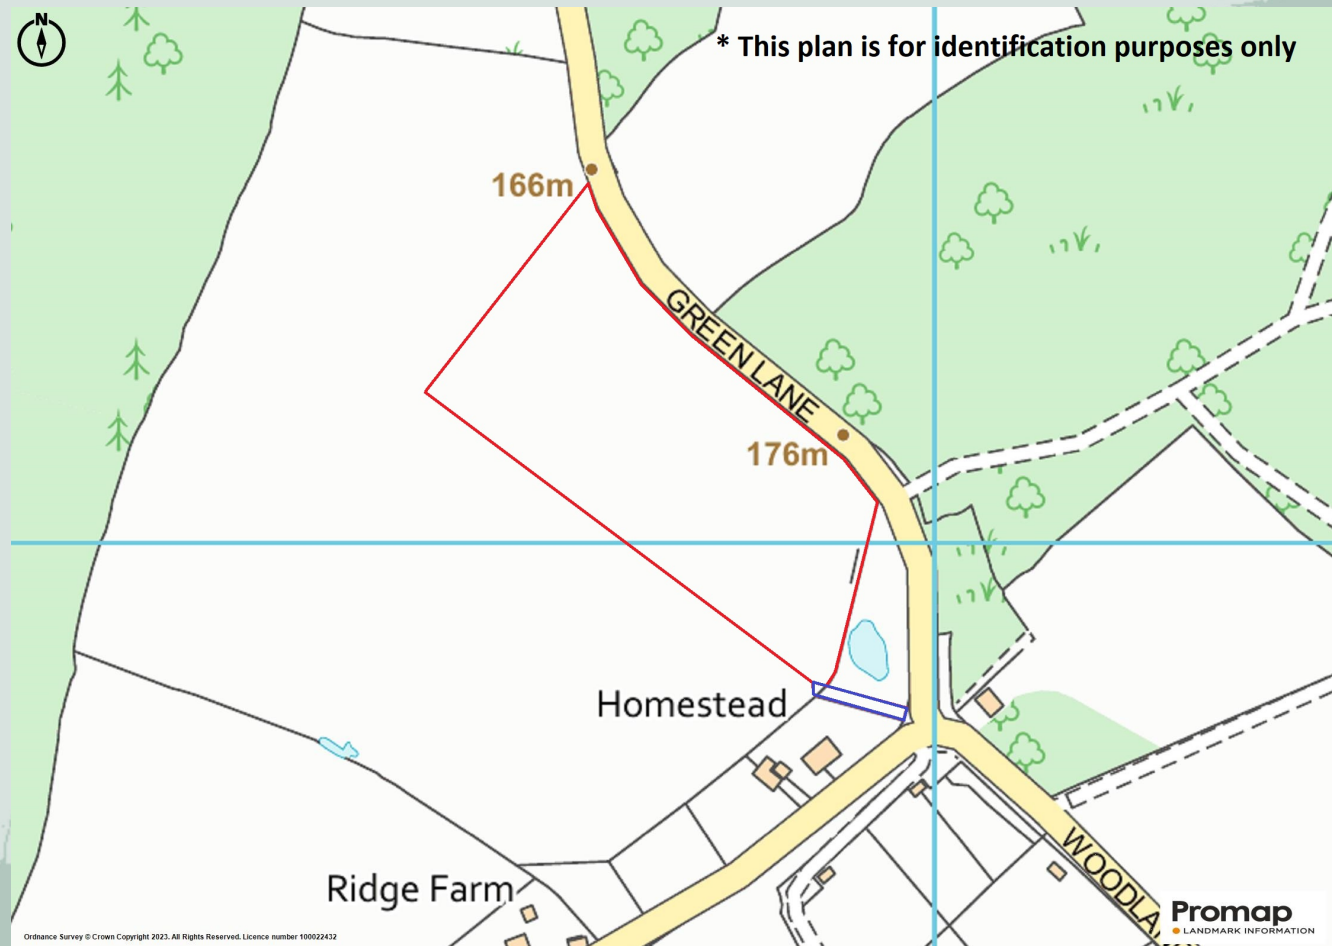 N
* This plan is for identification purposes only
166m
GREEN LANE
176m
Homestead
Ridge Farm
WOODLA
Promap
LANDMARK INFORMATION
Ordnance Survey © Crown Copyright 2023. All Rights Reserved. Licence number 100022432